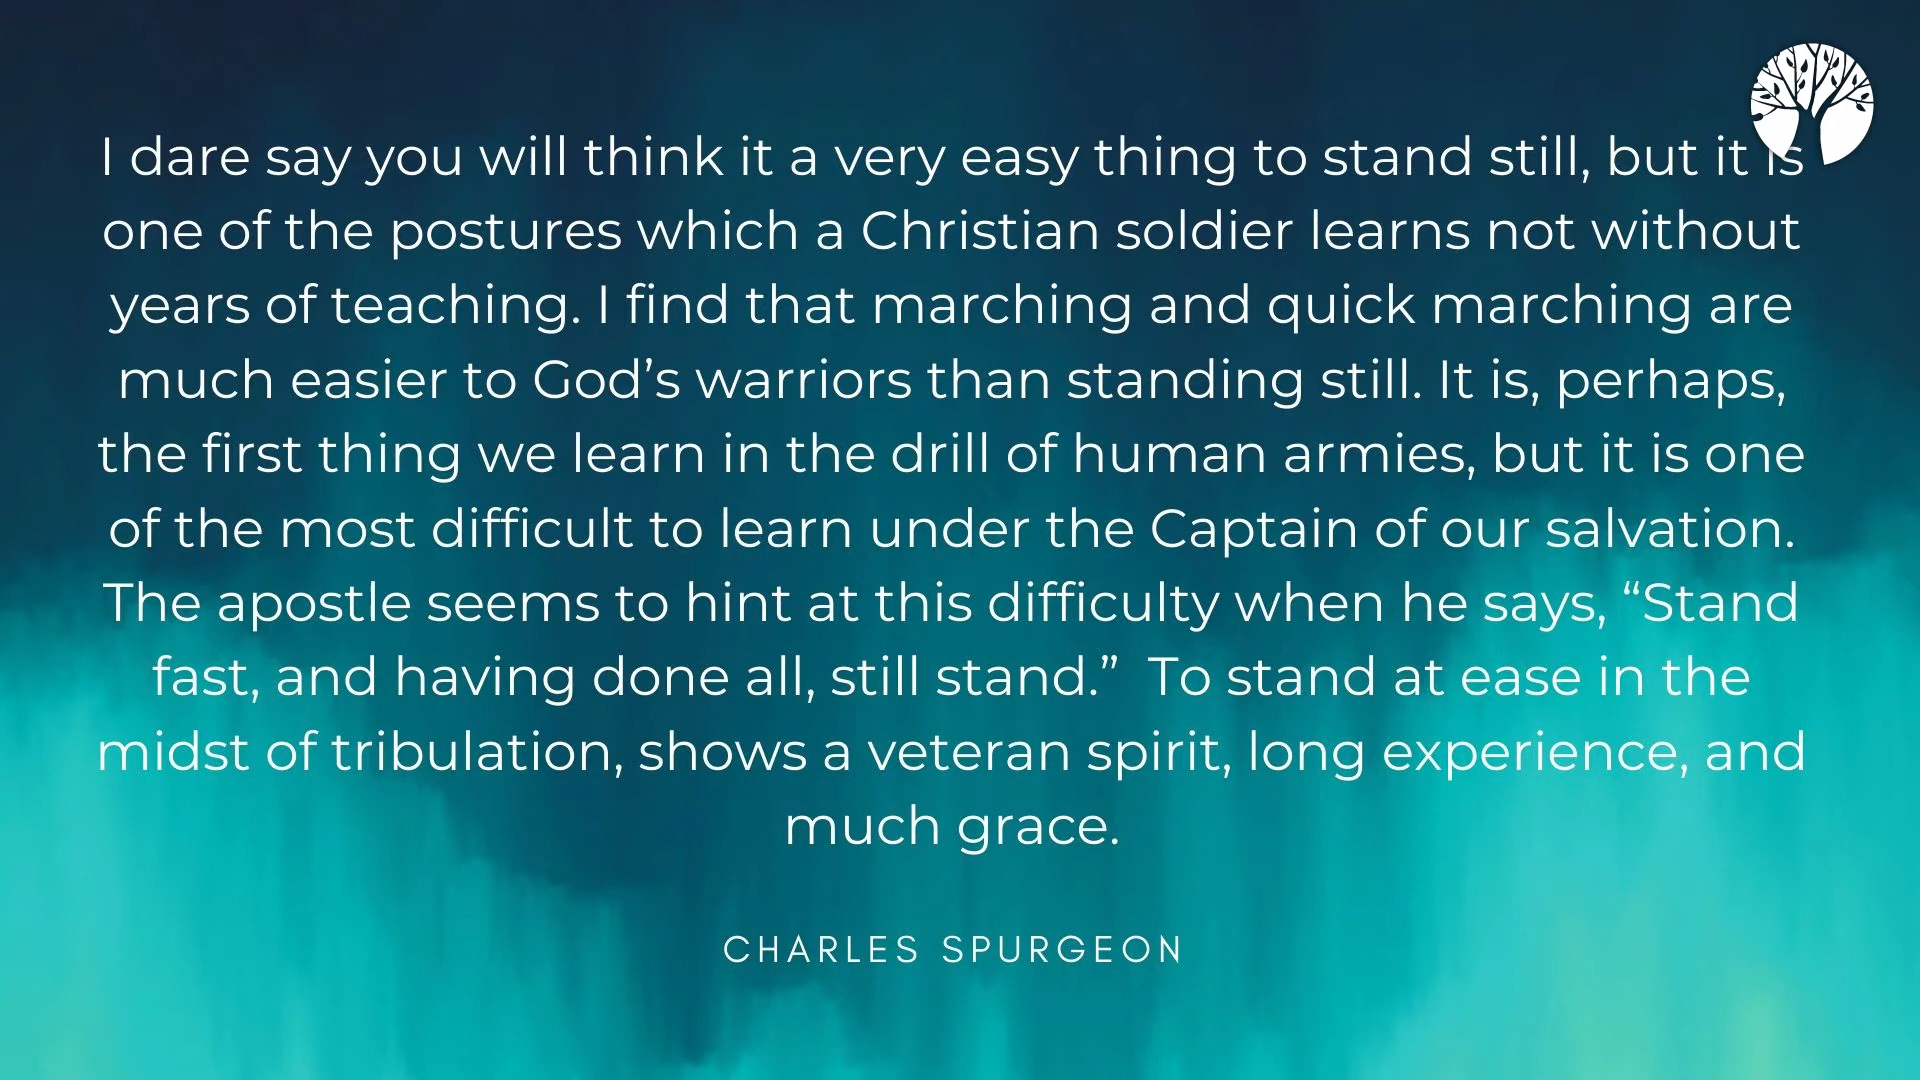 I dare say you will think it a very easy thing to stand still, but it is
one of the postures which a Christian soldier learns not without
years of teaching. I find that marching and quick marching are
much easier to God’s warriors than standing still. It is, perhaps,
the first thing we learn in the drill of human armies, but it is one
of the most difficult to learn under the Captain of our salvation.
The apostle seems to hint at this difficulty when he says, “Stand
fast, and having done all, still stand.”  To stand at ease in the
midst of tribulation, shows a veteran spirit, long experience, and
much grace.
CHARLES SPURGEON